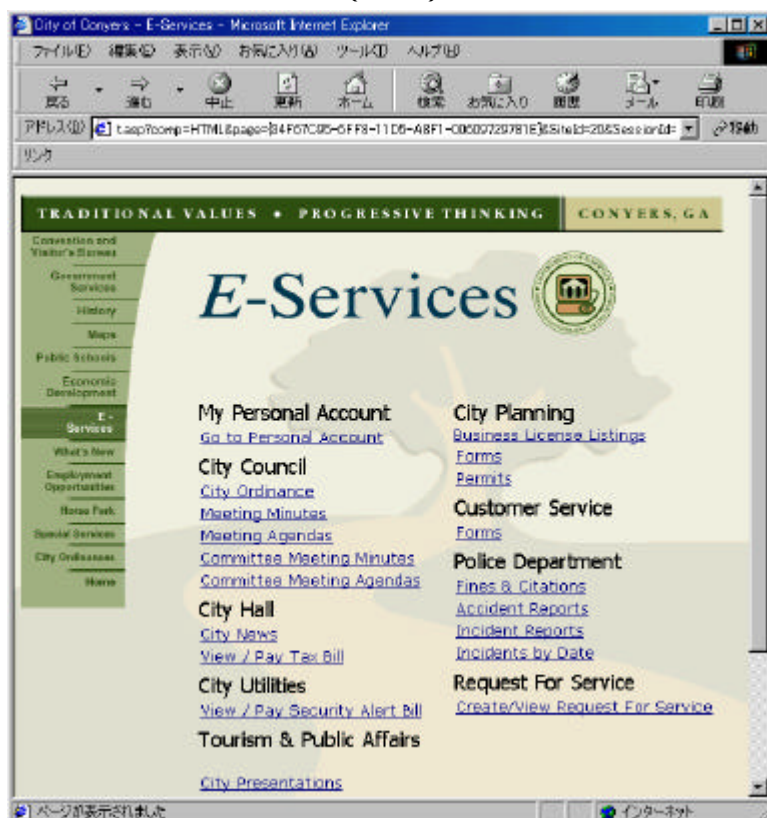 City of Conyers - E-Services - Microsoft Internet Explorer
ファイル(F) 編集(E) 表示(V) お気に入り(A) ツール(T) ヘルプ(H)
戻る 進む 中止 更新 ホーム 検索 お気に入り 履歴 メール 印刷
アドレス(D) t.asp?comp=HTML&page= 移動
リンク
TRADITIONAL VALUES • PROGRESSIVE THINKING CONYERS, GA
Convention and
Visitor's Bureau
Government
Services
History
Maps
Public Schools
Economic
Development
E -
Services
What's New
Employment
Opportunities
Horse Park
Special Services
City Ordinances
Home
E-Services
My Personal Account
Go to Personal Account
City Council
City Ordinance
Meeting Minutes
Meeting Agendas
Committee Meeting Minutes
Committee Meeting Agendas
City Hall
City News
View / Pay Tax Bill
City Utilities
View / Pay Security Alert Bill
Tourism & Public Affairs
City Presentations
City Planning
Business License Listings
Forms
Permits
Customer Service
Forms
Police Department
Fines & Citations
Accident Reports
Incident Reports
Incidents by Date
Request For Service
Create/View Request For Service
ページが表示されました インターネット